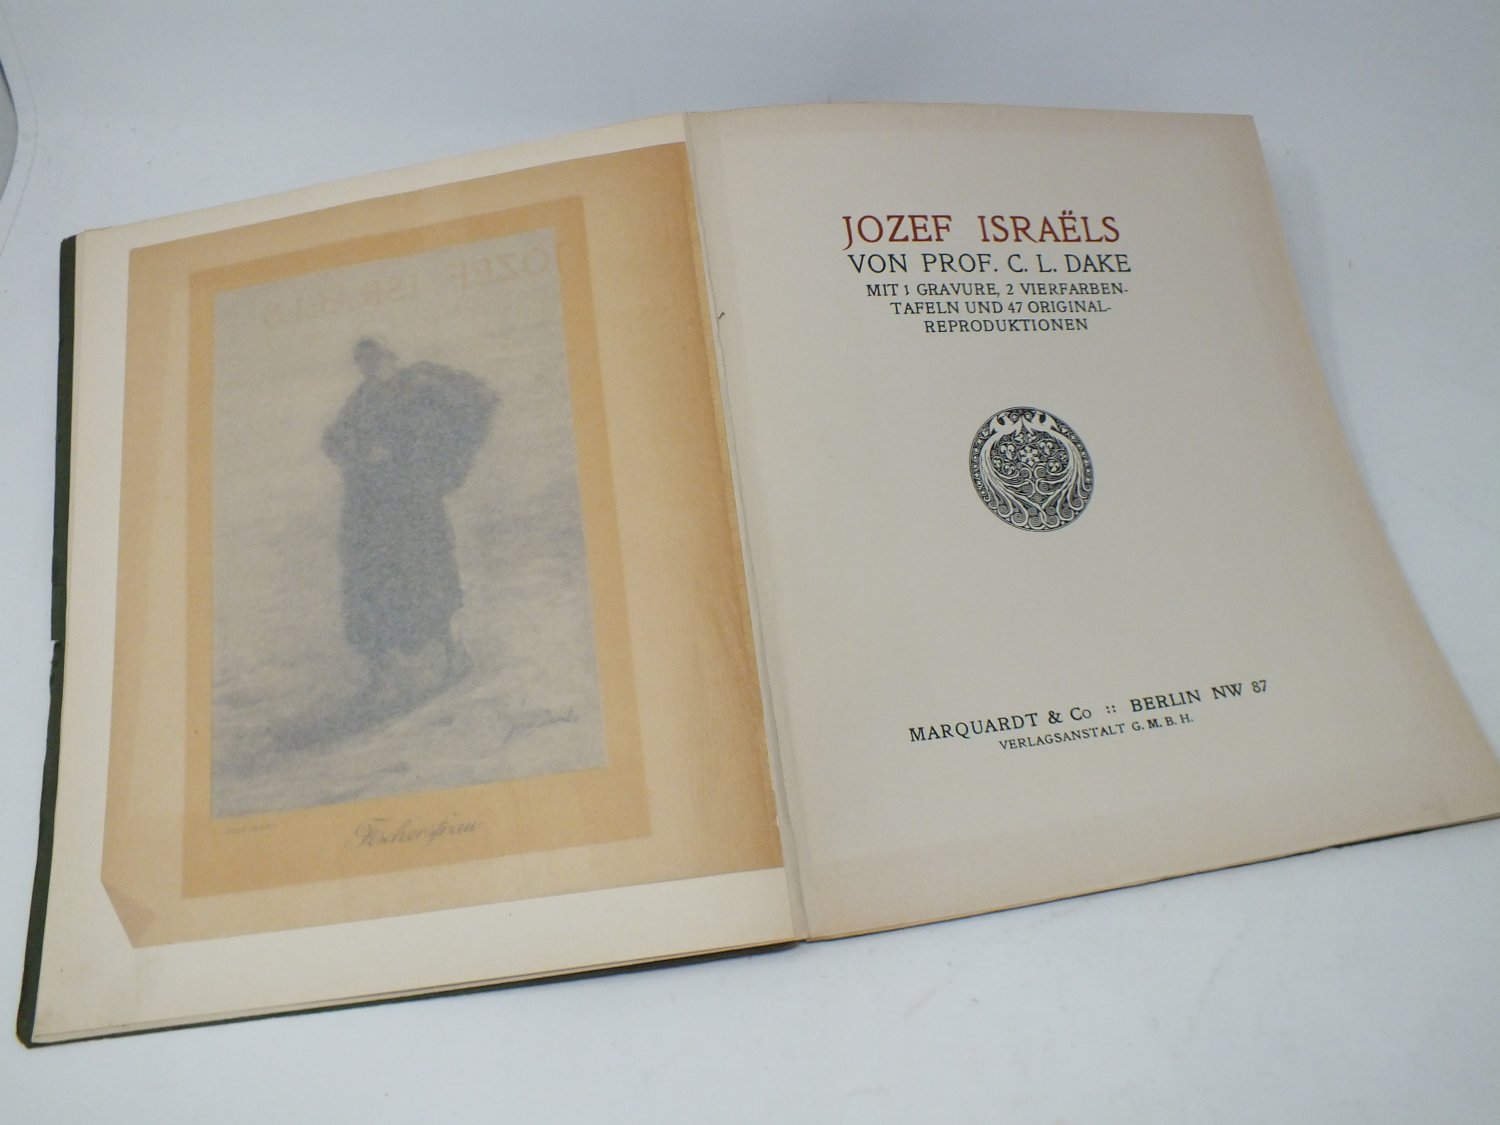 Fischersfrau
JOZEF ISRAËLS
VON PROF. C. L. DAKE
MIT 1 GRAVURE, 2 VIERFARBEN-
TAFELN UND 47 ORIGINAL-
REPRODUKTIONEN
MARQUARDT & Co :: BERLIN NW 87
VERLAGSANSTALT G. M. B. H.